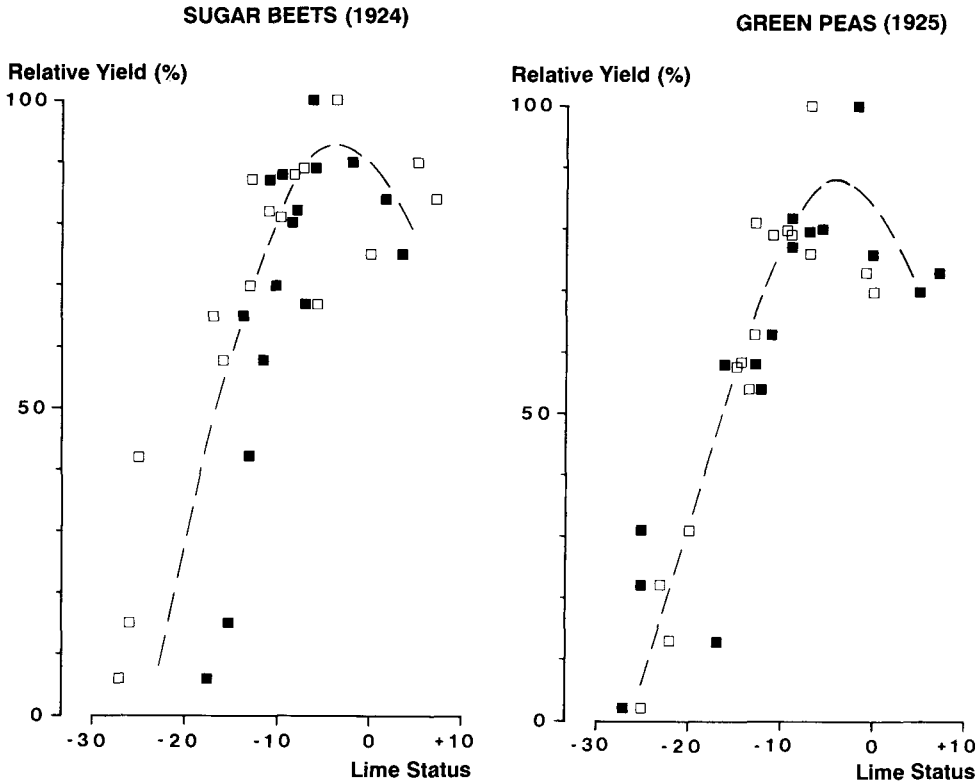 SUGAR BEETS (1924)
Relative Yield (%)
100
50
0
-30 -20 -10 0 +10
Lime Status
GREEN PEAS (1925)
Relative Yield (%)
100
50
0
-30 -20 -10 0 +10
Lime Status